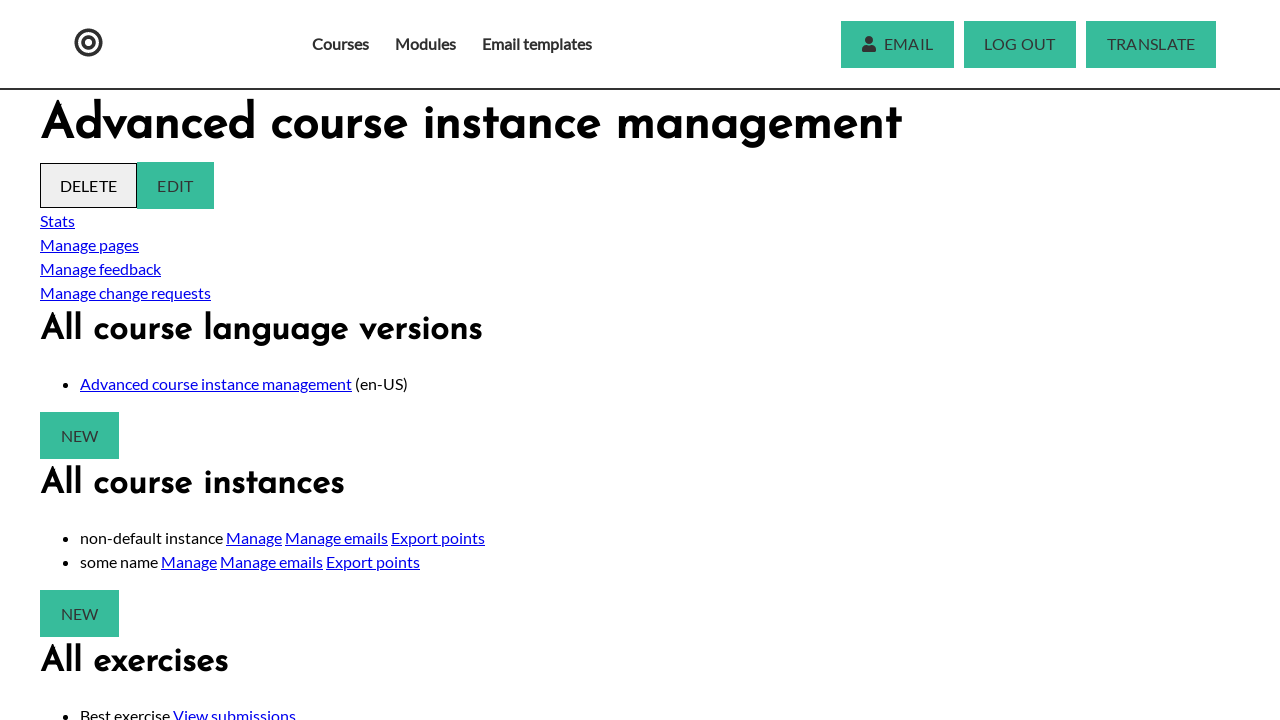 Courses Modules Email templates EMAIL LOG OUT TRANSLATE
Advanced course instance management
DELETE EDIT
Stats
Manage pages
Manage feedback
Manage change requests
All course language versions
Advanced course instance management (en-US)
NEW
All course instances
non-default instance Manage Manage emails Export points
some name Manage Manage emails Export points
NEW
All exercises
Best exercise View submissions